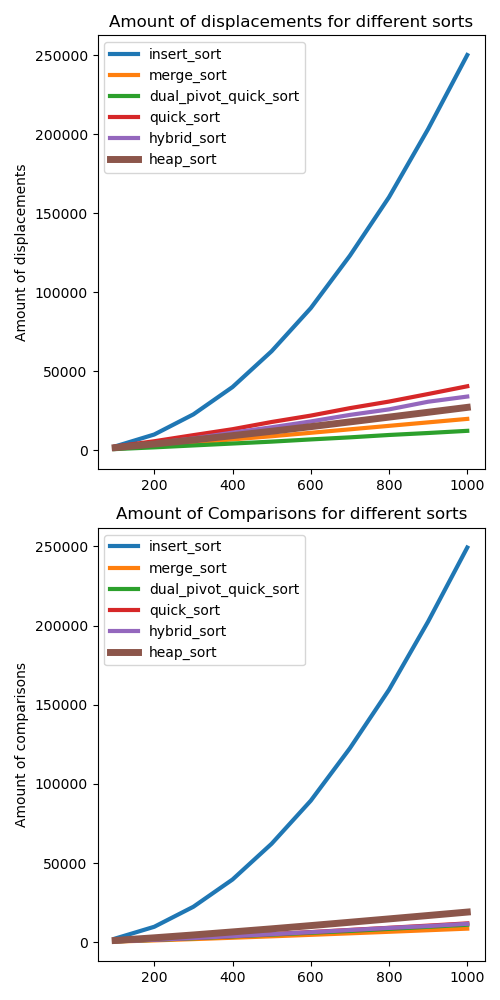 Amount of displacements for different sorts
250000
200000
150000
100000
50000
0
Amount of displacements
insert_sort
merge_sort
dual_pivot_quick_sort
quick_sort
hybrid_sort
heap_sort
200 400 600 800 1000
Amount of Comparisons for different sorts
250000
200000
150000
100000
50000
0
Amount of comparisons
insert_sort
merge_sort
dual_pivot_quick_sort
quick_sort
hybrid_sort
heap_sort
200 400 600 800 1000